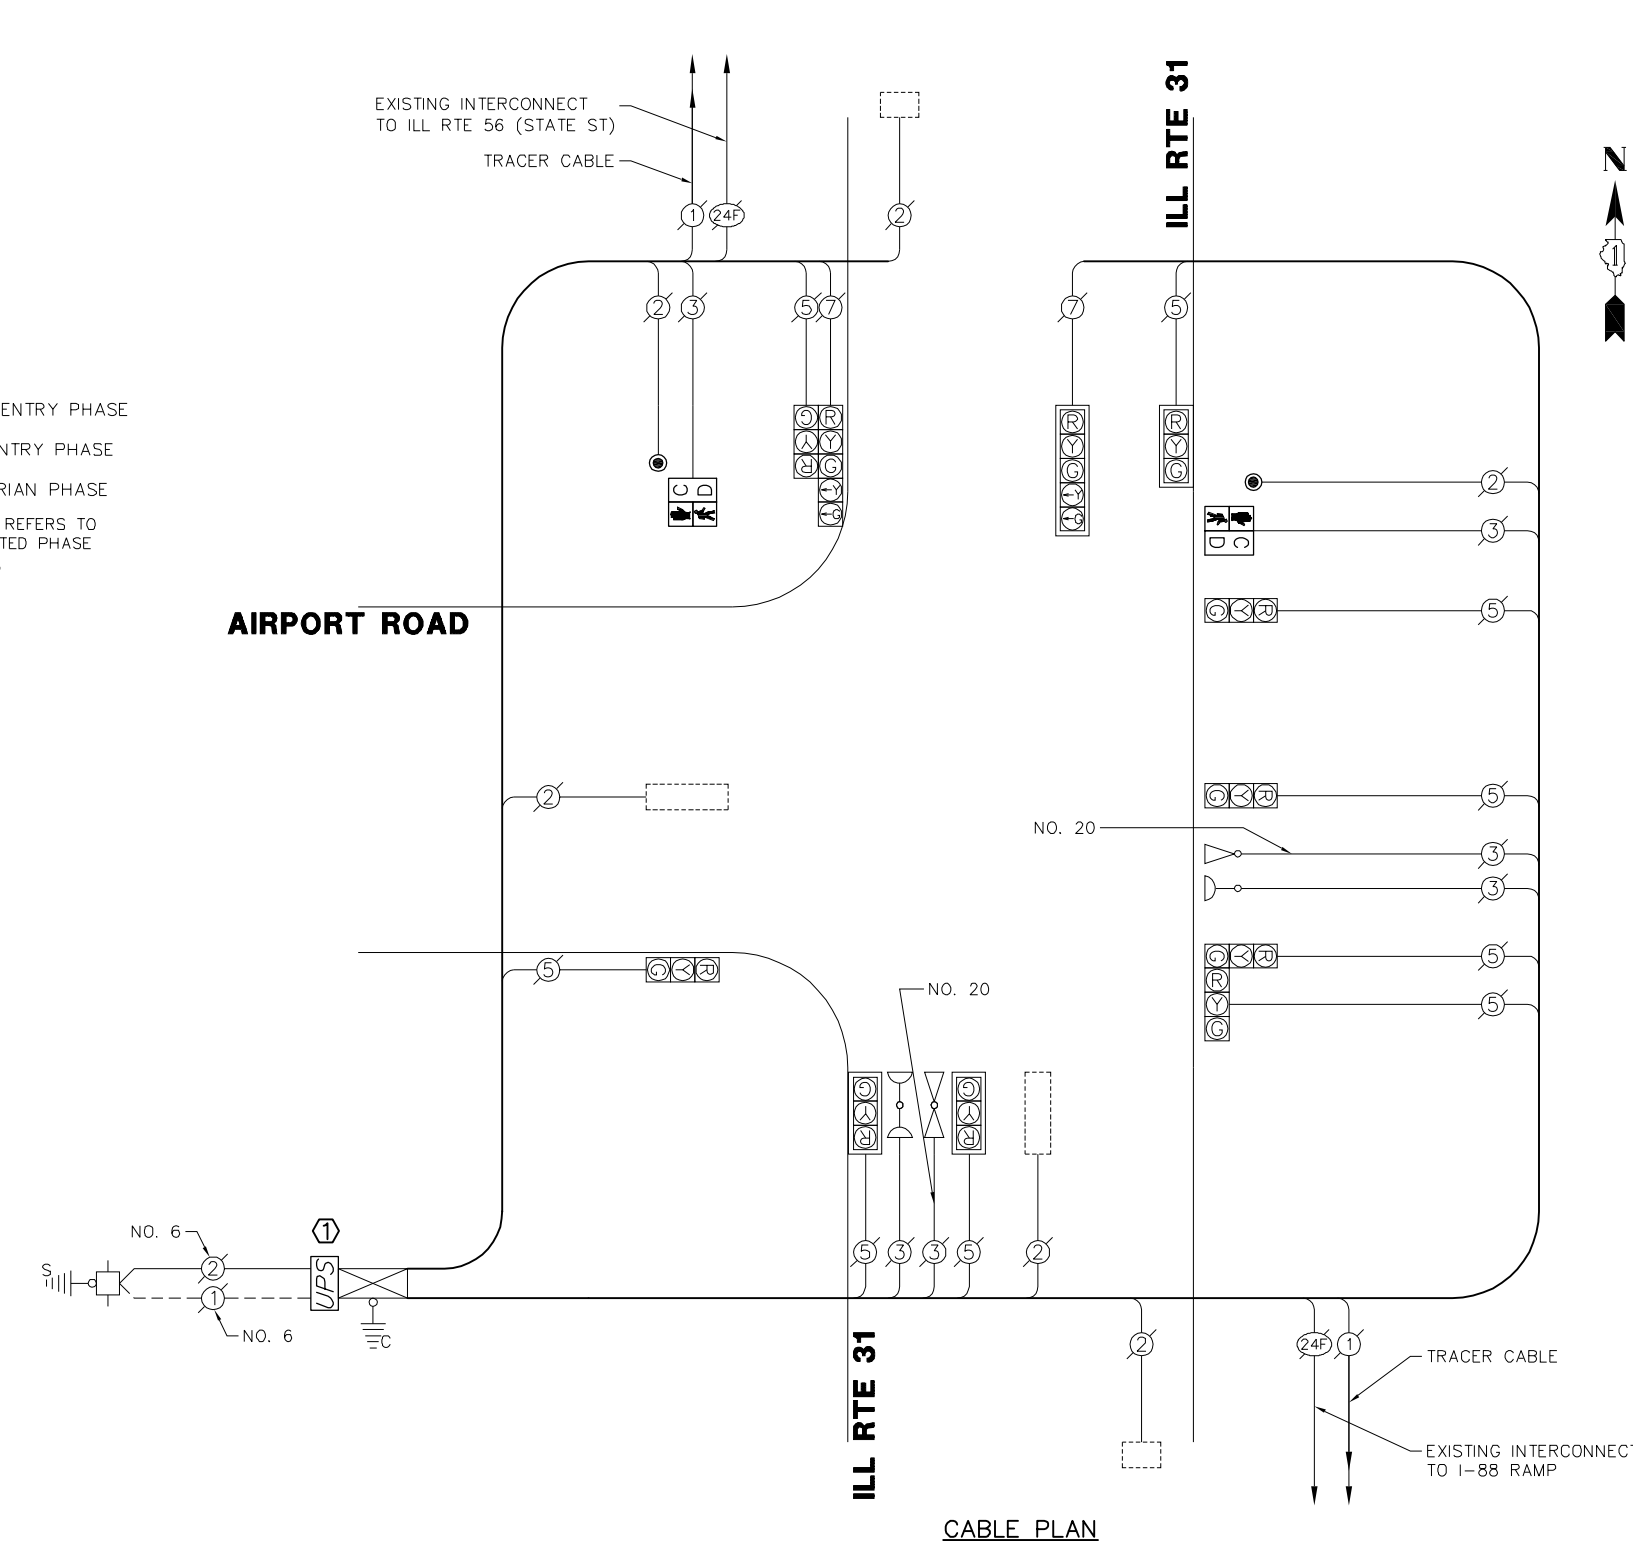 ILL RTE 31
EXISTING INTERCONNECT
TO ILL RTE 56 (STATE ST)
TRACER CABLE
N
1
1
24F
2
2
3
5
7
7
5
ENTRY PHASE
NTRY PHASE
RIAN PHASE
REFERS TO
TED PHASE
G R
Y Y
R G
Y
G
R
Y
G
Y
G
R
Y
G
C D
2
3
C
D
AIRPORT ROAD
G Y R
5
2
G Y R
5
NO. 20
3
3
5
G Y R
G Y R
5
R
Y
G
5
NO. 20
G
Y
R
G
Y
R
5
3
3
5
2
NO. 6
2
1
S
UPS
1
NO. 6
C
ILL RTE 31
2
24F
1
TRACER CABLE
EXISTING INTERCONNECT
TO I-88 RAMP
CABLE PLAN